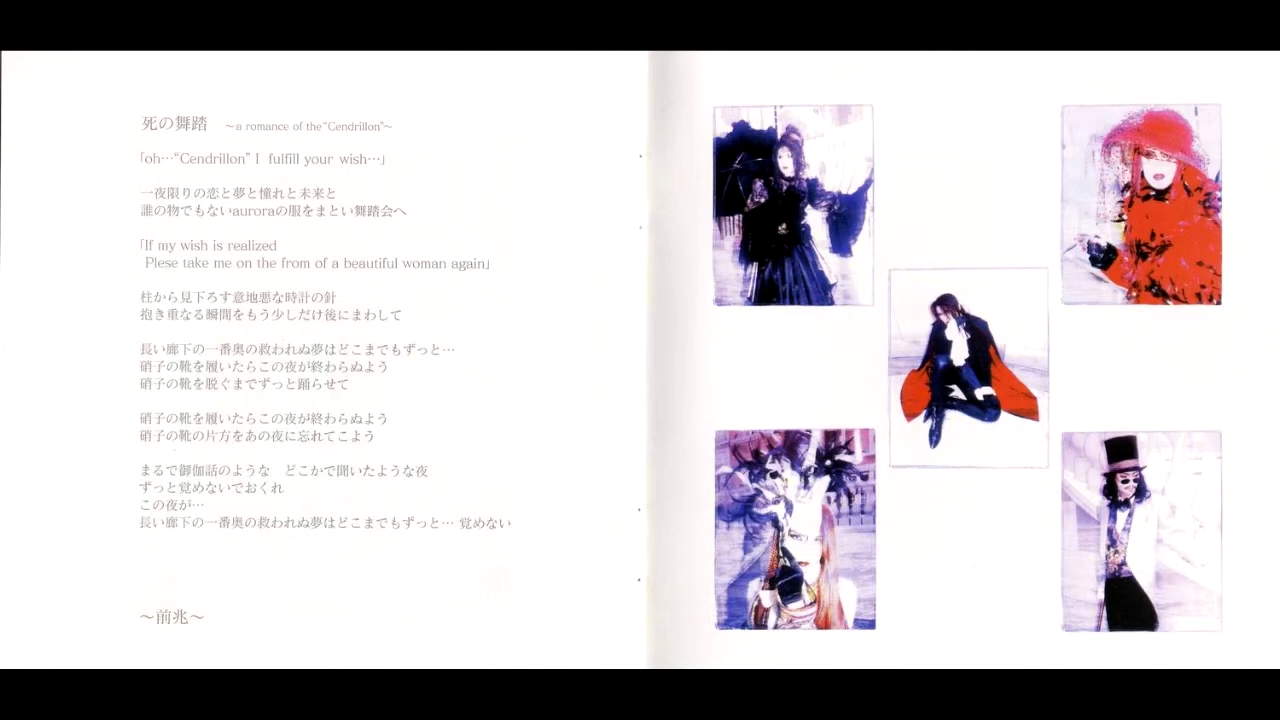 死の舞踏 ～a romance of the“Cendrillon”～
「oh…“Cendrillon” I fulfill your wish…」
一夜限りの恋と夢と憧れと未来と
誰の物でもないauroraの服をまとい舞踏会へ
「If my wish is realized
Plese take me on the from of a beautiful woman again」
柱から見下ろす意地悪な時計の針
抱き重なる瞬間をもう少しだけ後にまわして
長い廊下の一番奥の救われぬ夢はどこまでもずっと…
硝子の靴を履いたらこの夜が終わらぬよう
硝子の靴を脱ぐまでずっと踊らせて
硝子の靴を履いたらこの夜が終わらぬよう
硝子の靴の片方をあの夜に忘れてこよう
まるで御伽話のような　どこかで聞いたような夜
ずっと覚めないでおくれ
この夜が…
長い廊下の一番奥の救われぬ夢はどこまでもずっと… 覚めない
～前兆～